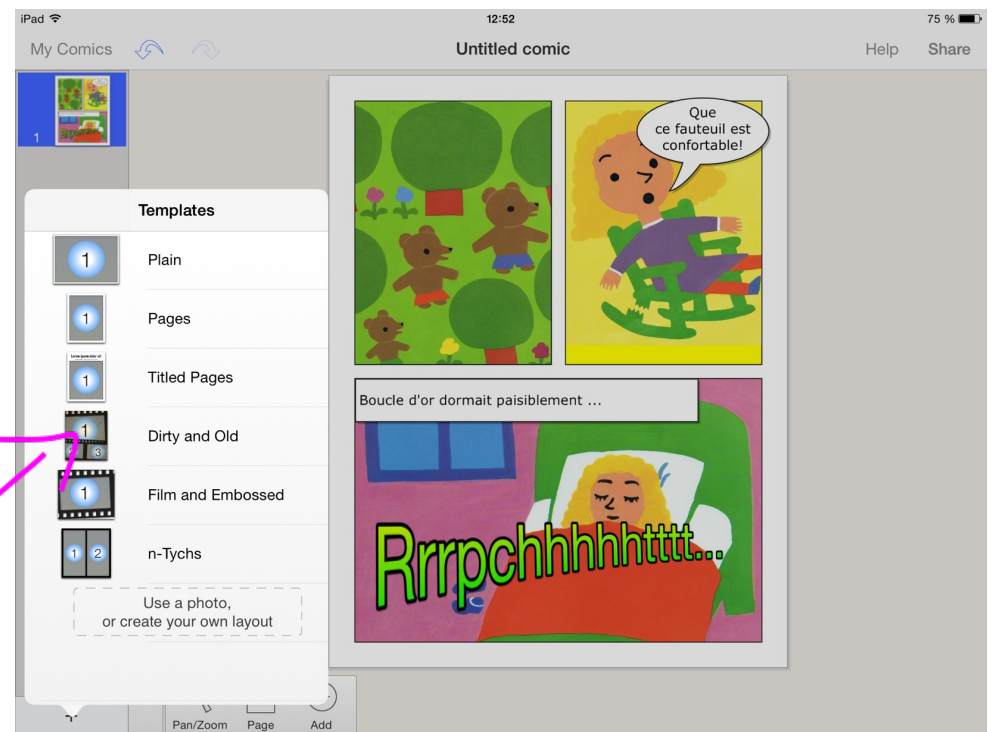 iPad 12:52 75 %
My Comics Untitled comic Help Share
1
Templates
1 Plain
1 Pages
1 Titled Pages
1 3 Dirty and Old
1 Film and Embossed
1 2 n-Tychs
Use a photo,
or create your own layout
Que
ce fauteuil est
confortable!
Boucle d'or dormait paisiblement ...
Rrrpchhhhhtttt...
Pan/Zoom Page Add